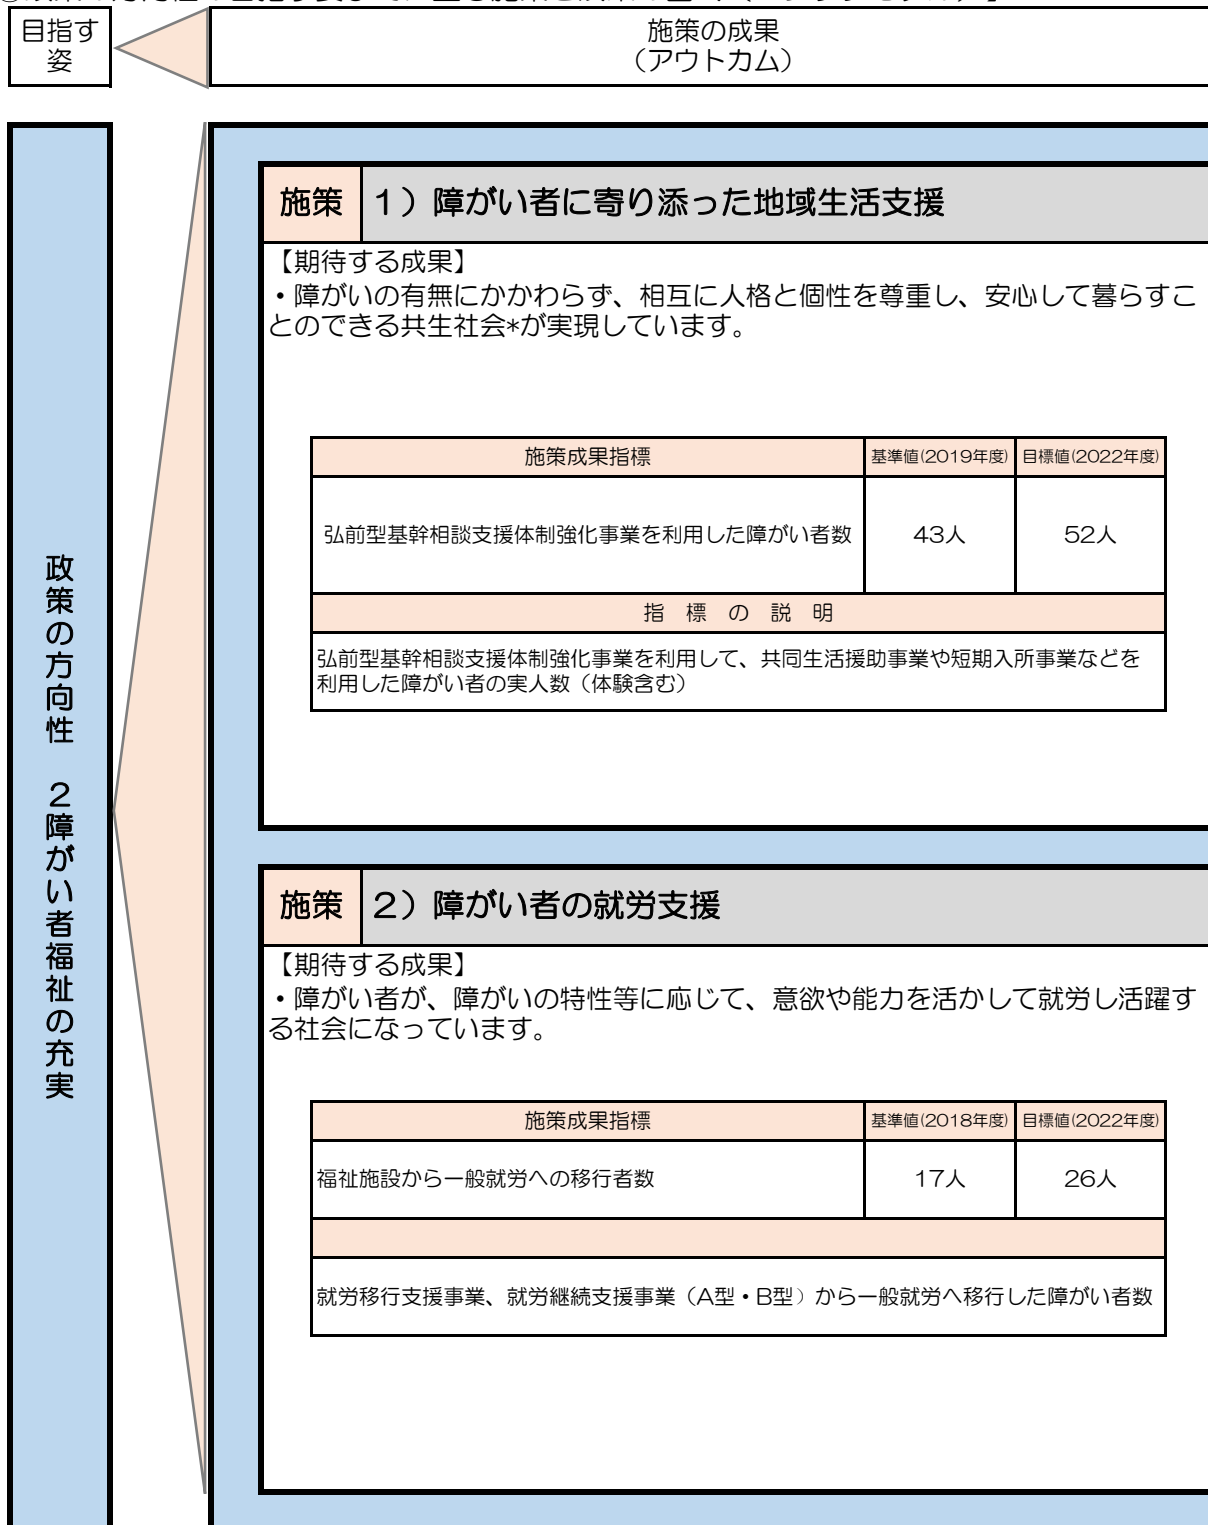 目指す
姿
施策の成果
（アウトカム）
政策の方向性　２障がい者福祉の充実
施策
１）障がい者に寄り添った地域生活支援
【期待する成果】
・障がいの有無にかかわらず、相互に人格と個性を尊重し、安心して暮らすこ
とのできる共生社会*が実現しています。
施策成果指標
基準値(2019年度)
目標値(2022年度)
弘前型基幹相談支援体制強化事業を利用した障がい者数
43人
52人
指　標　の　説　明
弘前型基幹相談支援体制強化事業を利用して、共同生活援助事業や短期入所事業などを
利用した障がい者の実人数（体験含む）
施策
２）障がい者の就労支援
【期待する成果】
・障がい者が、障がいの特性等に応じて、意欲や能力を活かして就労し活躍す
る社会になっています。
施策成果指標
基準値(2018年度)
目標値(2022年度)
福祉施設から一般就労への移行者数
17人
26人
就労移行支援事業、就労継続支援事業（A型・B型）から一般就労へ移行した障がい者数